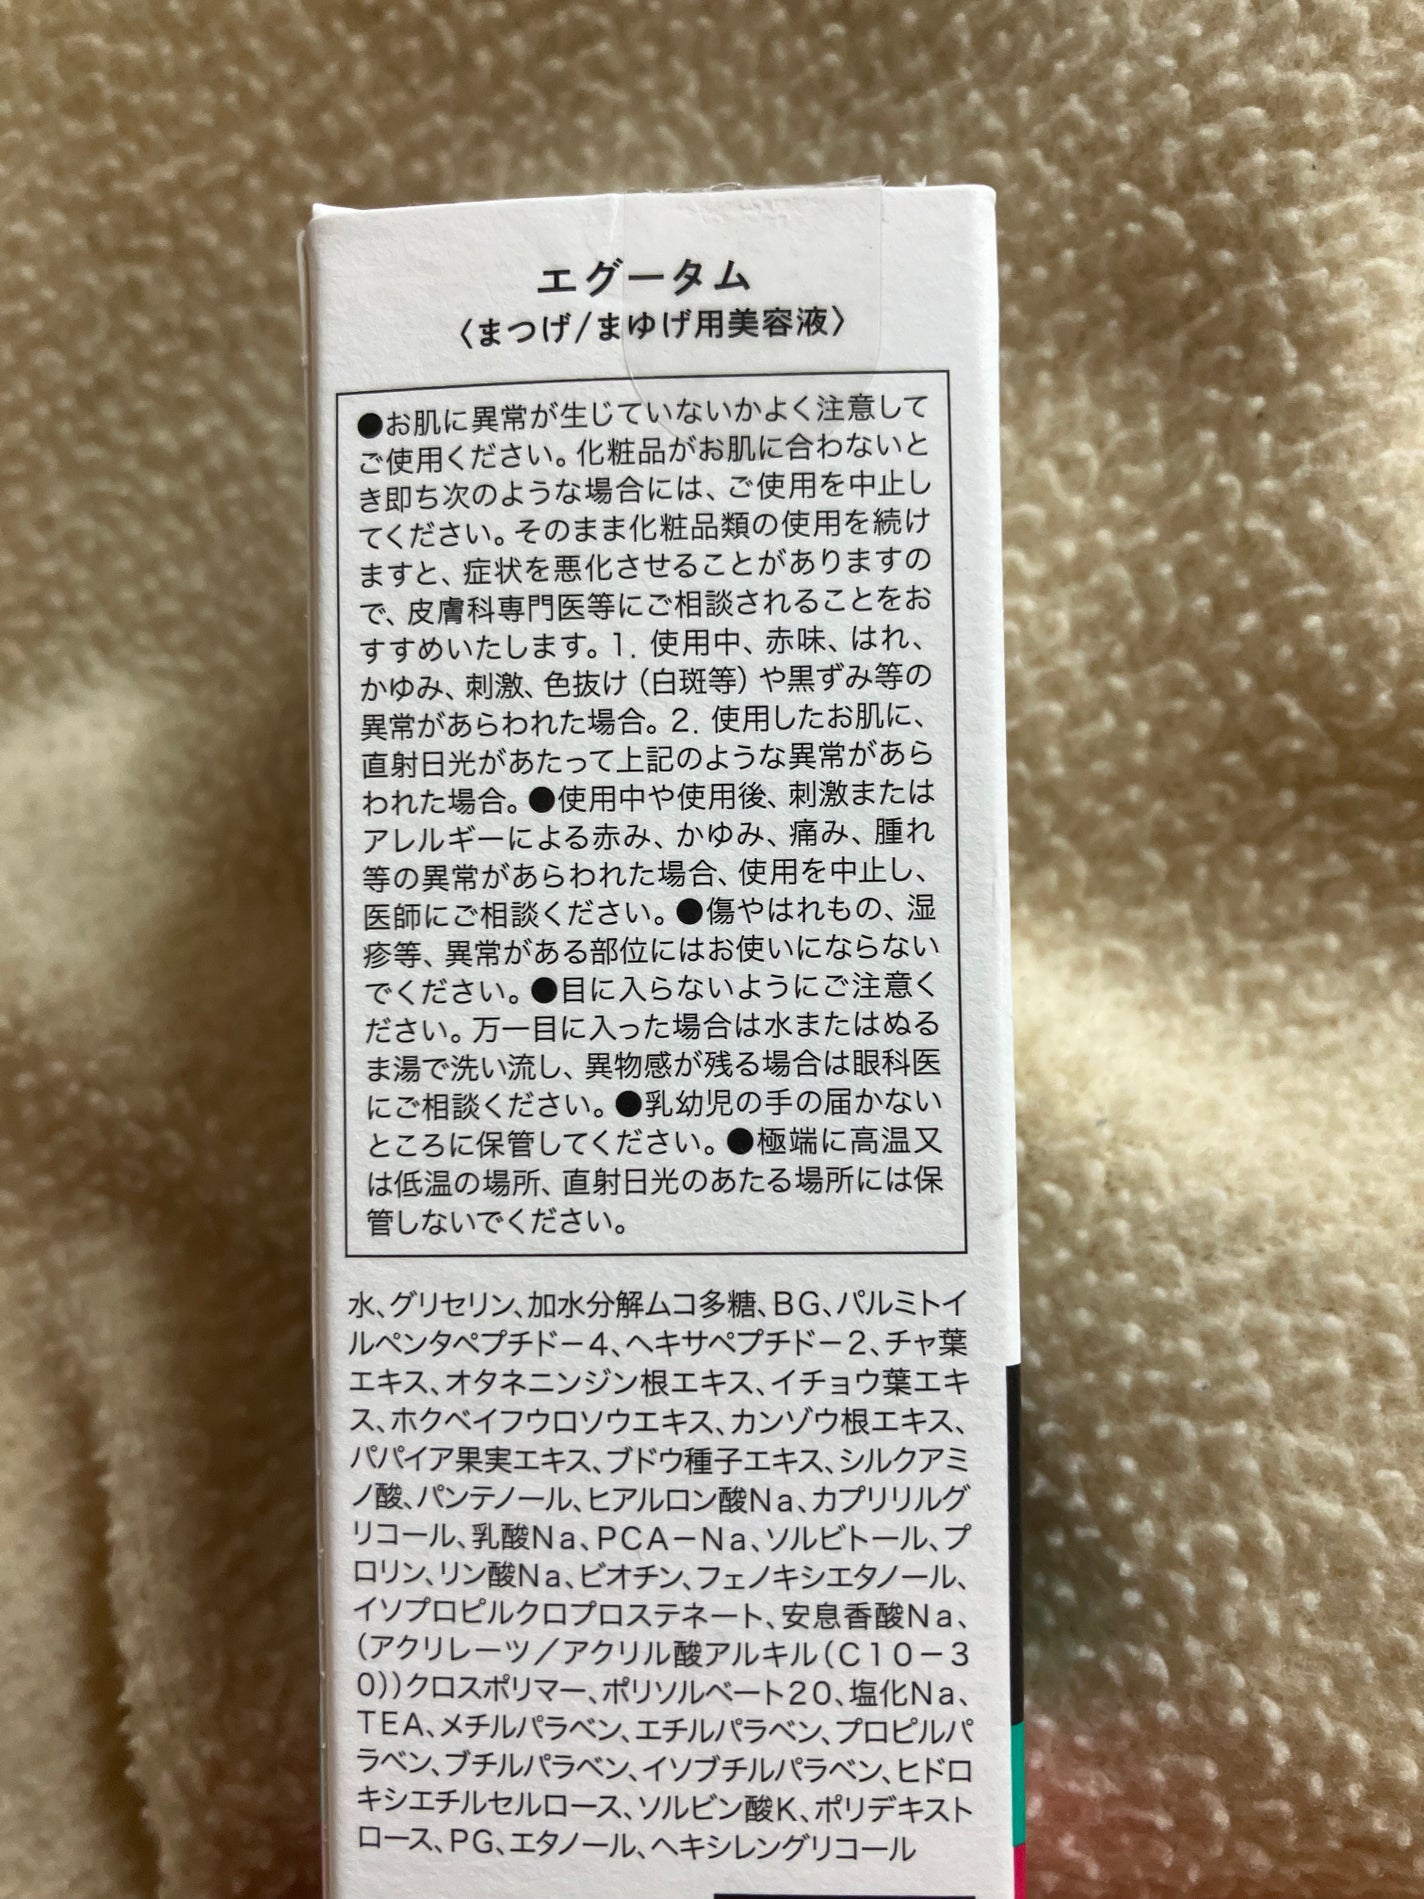 エグータム
〈まつげ/まゆげ用美容液〉
●お肌に異常が生じていないかよく注意して
ご使用ください。化粧品がお肌に合わないと
き即ち次のような場合には、ご使用を中止し
てください。そのまま化粧品類の使用を続け
ますと、症状を悪化させることがありますの
で、皮膚科専門医等にご相談されることをお
すすめいたします。1. 使用中、赤味、はれ、
かゆみ、刺激、色抜け（白斑等）や黒ずみ等の
異常があらわれた場合。2. 使用したお肌に、
直射日光があたって上記のような異常があら
われた場合。●使用中や使用後、刺激または
アレルギーによる赤み、かゆみ、痛み、腫れ
等の異常があらわれた場合、使用を中止し、
医師にご相談ください。●傷やはれもの、湿
疹等、異常がある部位にはお使いにならない
でください。●目に入らないようにご注意く
ださい。万一目に入った場合は水またはぬる
ま湯で洗い流し、異物感が残る場合は眼科医
にご相談ください。●乳幼児の手の届かない
ところに保管してください。●極端に高温又
は低温の場所、直射日光のあたる場所には保
管しないでください。
水、グリセリン、加水分解ムコ多糖、BG、パルミトイ
ルペンタペプチドー4、ヘキサペプチドー2、チャ葉
エキス、オタネニンジン根エキス、イチョウ葉エキ
ス、ホクベイフウロソウエキス、カンゾウ根エキス、
パパイア果実エキス、ブドウ種子エキス、シルクアミ
ノ酸、パンテノール、ヒアルロン酸Na、カプリリルグ
リコール、乳酸Na、PCA－Na、ソルビトール、プ
ロリン、リン酸Na、ビオチン、フェノキシエタノール、
イソプロピルクロプロステネート、安息香酸Na、
（アクリレーツ／アクリル酸アルキル（C10－3
0））クロスポリマー、ポリソルベート20、塩化Na、
TEA、メチルパラベン、エチルパラベン、プロピルパ
ラベン、ブチルパラベン、イソブチルパラベン、ヒドロ
キシエチルセルロース、ソルビン酸K、ポリデキスト
ロース、PG、エタノール、ヘキシレングリコール